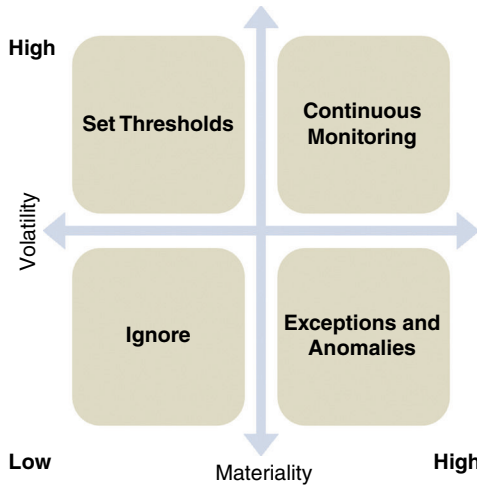 High
Set Thresholds
Continuous
Monitoring
Volatility
Ignore
Exceptions and
Anomalies
Low
Materiality
High